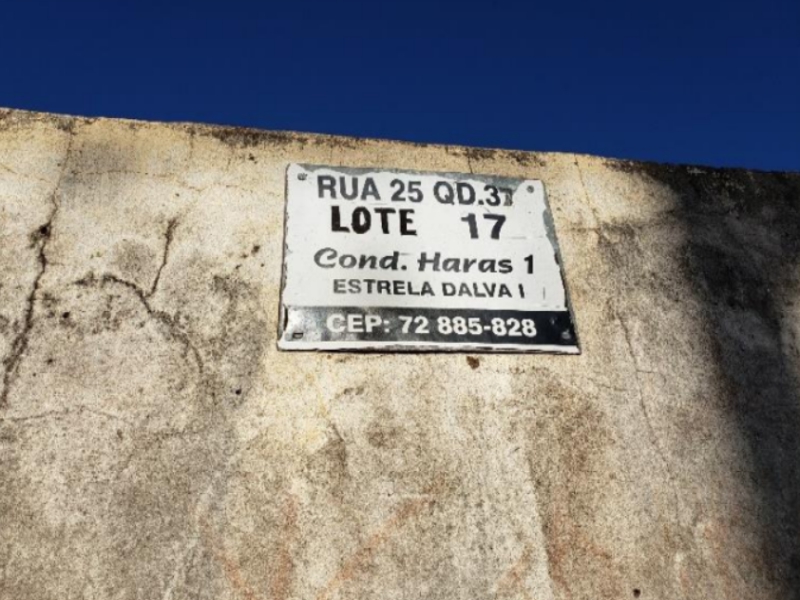 RUA 25 QD.37
LOTE 17
Cond. Haras 1
ESTRELA DALVA I
CEP: 72 885-828